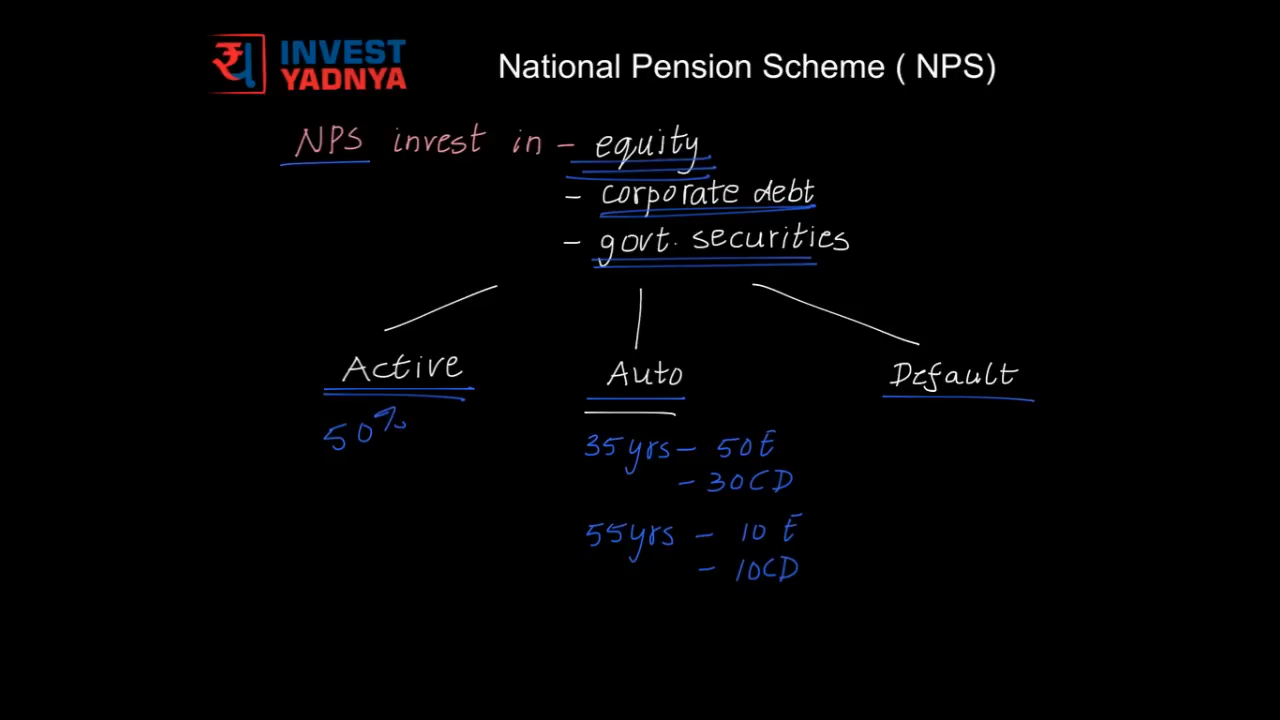 INVEST
YADNYA
National Pension Scheme ( NPS)
NPS invest in - equity
- corporate debt
- govt. securities
Active
Auto
Default
50%
35yrs - 50E
- 30CD
55yrs - 10 E
- 10CD